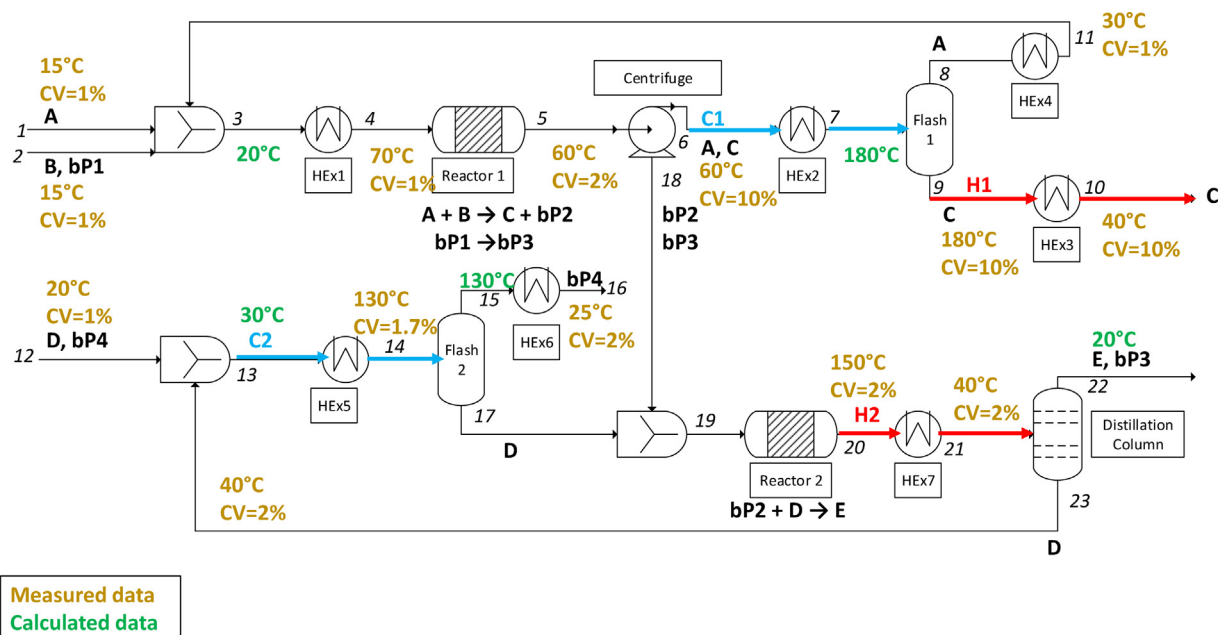 30°C
CV=1%
11
A
8
HEx4
15°C
CV=1%
A
1
2
B, bP1
15°C
CV=1%
3
20°C
HEx1
4
70°C
CV=1%
Reactor 1
A + B → C + bP2
bP1 →bP3
5
60°C
CV=2%
Centrifuge
6
C1
A, C
60°C
CV=10%
HEx2
7
180°C
Flash
1
9
H1
C
180°C
CV=10%
HEx3
10
40°C
CV=10%
C
18
bP2
bP3
20°C
CV=1%
D, bP4
12
30°C
C2
13
HEx5
130°C
CV=1.7%
14
Flash
2
130°C
15
HEx6
bP4
16
25°C
CV=2%
17
D
19
Reactor 2
bP2 + D → E
150°C
CV=2%
H2
20
HEx7
40°C
CV=2%
21
20°C
E, bP3
22
Distillation
Column
23
D
40°C
CV=2%
Measured data
Calculated data